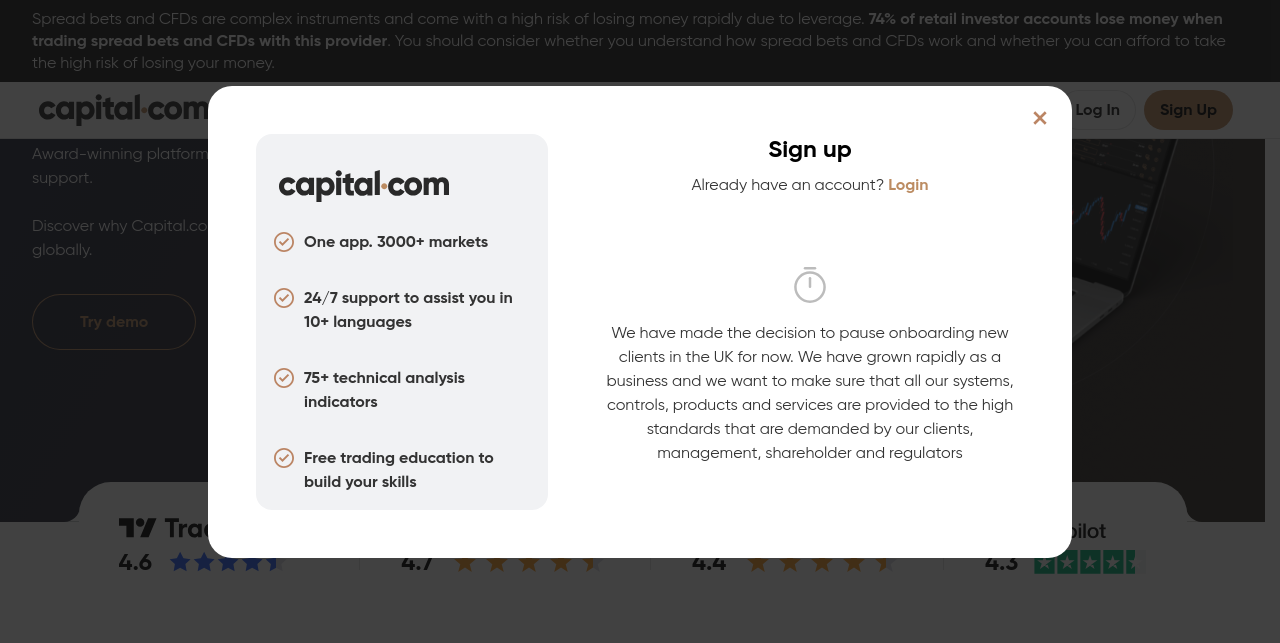 Spread bets and CFDs are complex instruments and come with a high risk of losing money rapidly due to leverage. 74% of retail investor accounts lose money when
trading spread bets and CFDs with this provider. You should consider whether you understand how spread bets and CFDs work and whether you can afford to take
the high risk of losing your money.
capital.com
Log In
Sign Up
Award-winning platform
support.
Discover why Capital.co
globally.
Try demo
capital.com
One app. 3000+ markets
24/7 support to assist you in
10+ languages
75+ technical analysis
indicators
Free trading education to
build your skills
Sign up
Already have an account? Login
We have made the decision to pause onboarding new
clients in the UK for now. We have grown rapidly as a
business and we want to make sure that all our systems,
controls, products and services are provided to the high
standards that are demanded by our clients,
management, shareholder and regulators
Trad
4.6
4.7
4.4
pilot
4.3